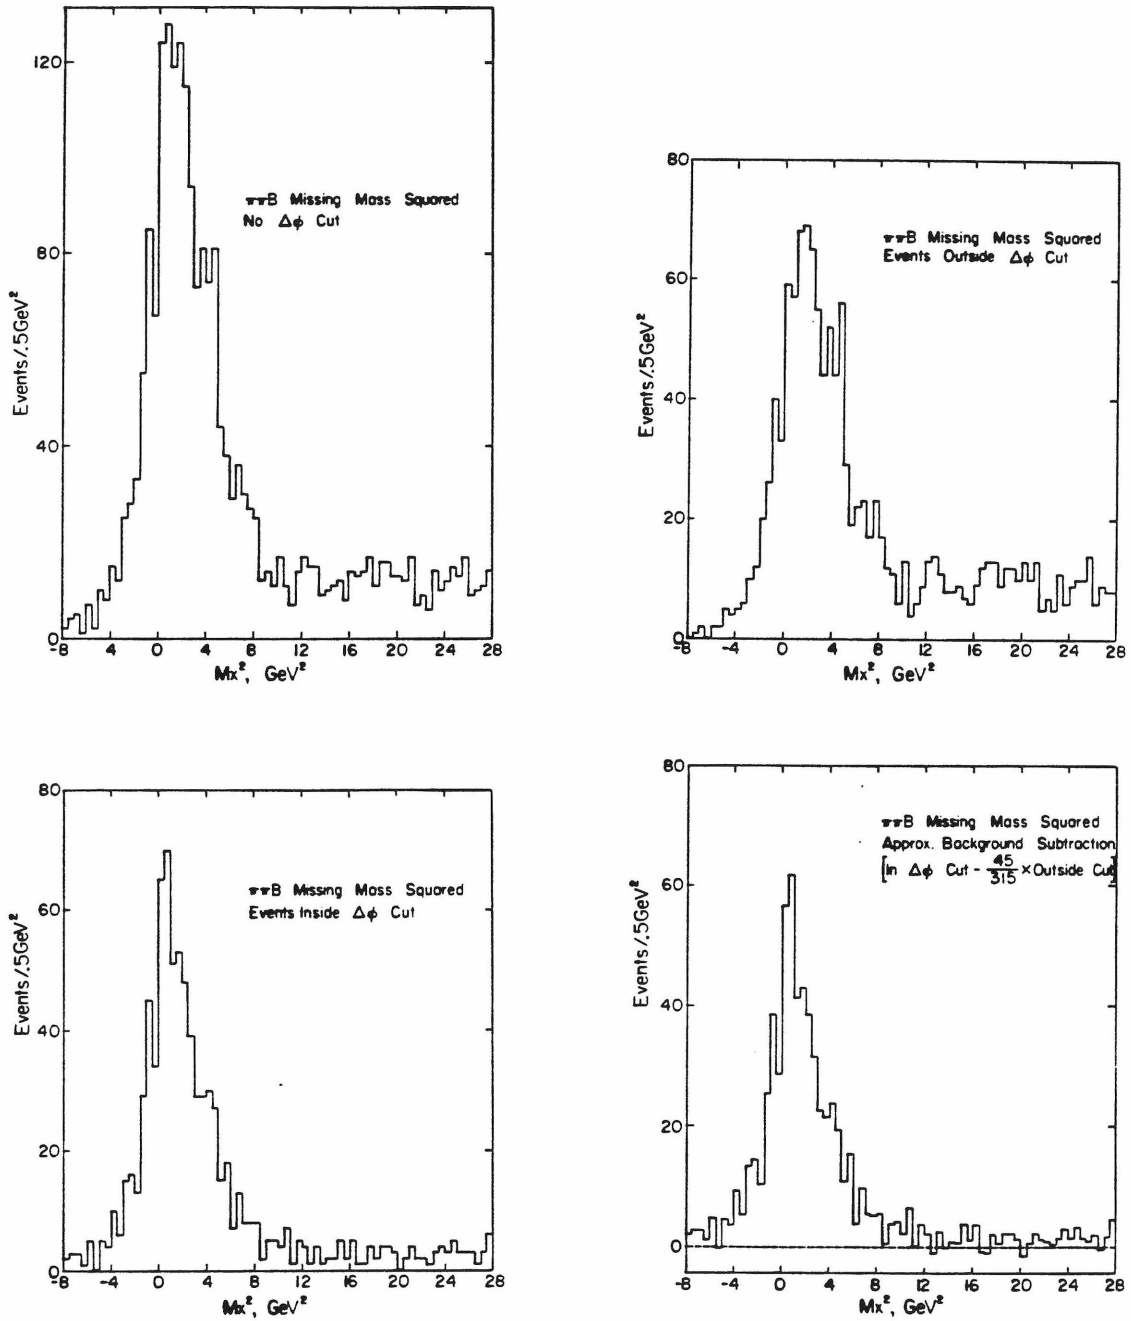 120
80
40
0
Events/.5GeV²
ππB Missing Mass Squared
No Δφ Cut
-8 4 0 4 8 12 16 20 24 28
Mx², GeV²
80
60
40
20
0
Events/.5GeV²
ππB Missing Mass Squared
Events Outside Δφ Cut
-8 -4 0 4 8 12 16 20 24 28
Mx², GeV²
80
60
40
20
0
Events/.5GeV²
ππB Missing Mass Squared
Events Inside Δφ Cut
-8 -4 0 4 8 12 16 20 24 28
Mx², GeV²
80
60
40
20
0
Events/.5GeV²
ππB Missing Mass Squared
Approx. Background Subtraction
[In Δφ Cut - 45/315 × Outside Cut]
-8 -4 0 4 8 12 16 20 24 28
Mx², GeV²